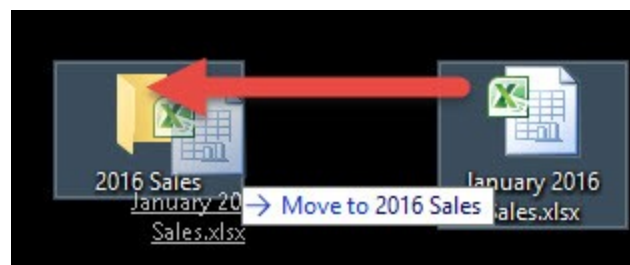 2016 Sales
January 20
Sales.xlsx
→ Move to 2016 Sales
January 2016
Sales.xlsx